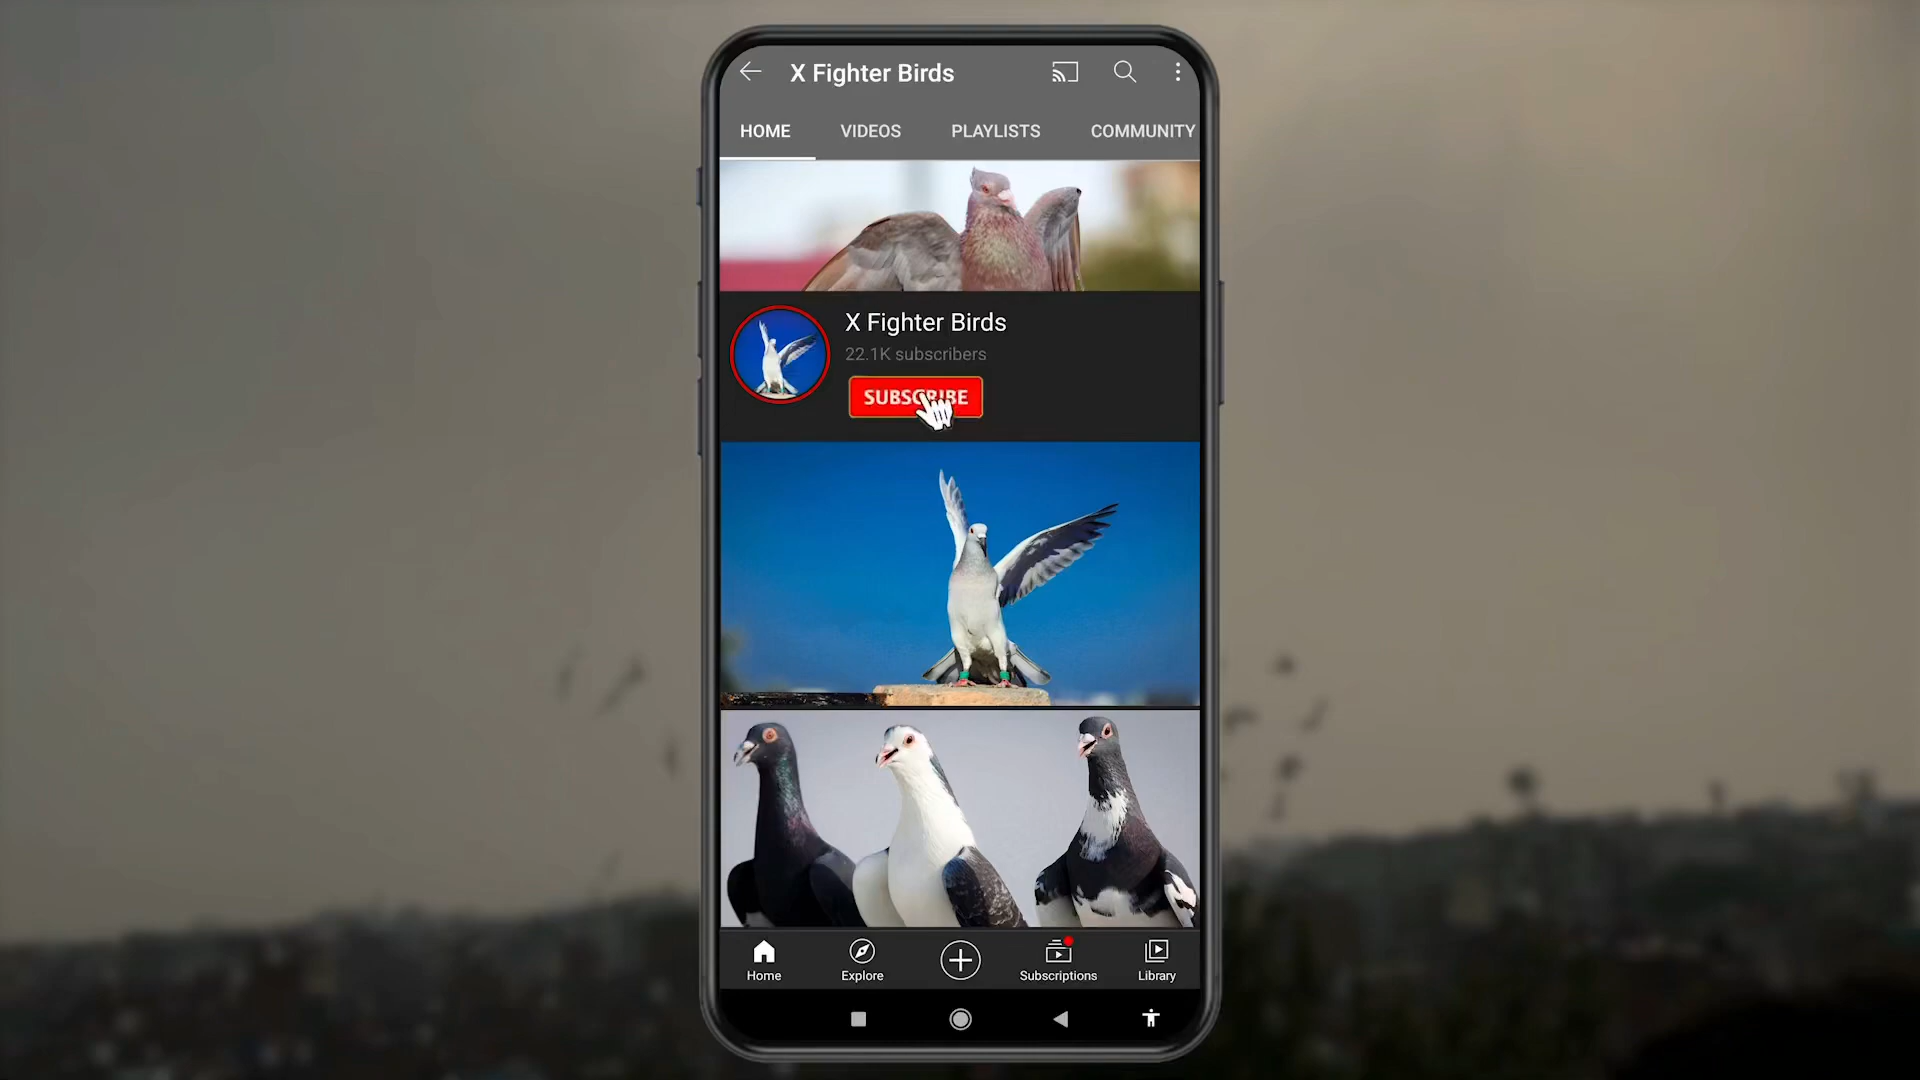 X Fighter Birds
HOME VIDEOS PLAYLISTS COMMUNITY
X Fighter Birds
22.1K subscribers
SUBSCRIBE
Home Explore Subscriptions Library